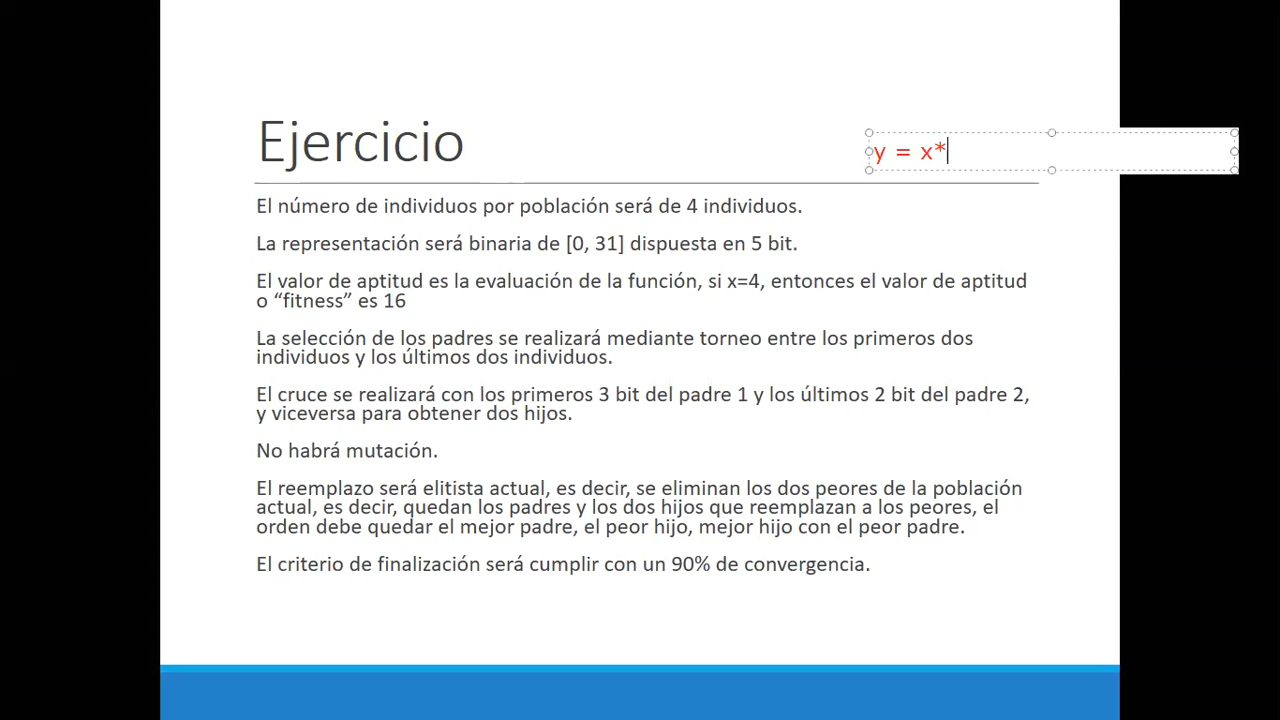 Ejercicio
y = x*
El número de individuos por población será de 4 individuos.
La representación será binaria de [0, 31] dispuesta en 5 bit.
El valor de aptitud es la evaluación de la función, si x=4, entonces el valor de aptitud
o “fitness” es 16
La selección de los padres se realizará mediante torneo entre los primeros dos
individuos y los últimos dos individuos.
El cruce se realizará con los primeros 3 bit del padre 1 y los últimos 2 bit del padre 2,
y viceversa para obtener dos hijos.
No habrá mutación.
El reemplazo será elitista actual, es decir, se eliminan los dos peores de la población
actual, es decir, quedan los padres y los dos hijos que reemplazan a los peores, el
orden debe quedar el mejor padre, el peor hijo, mejor hijo con el peor padre.
El criterio de finalización será cumplir con un 90% de convergencia.